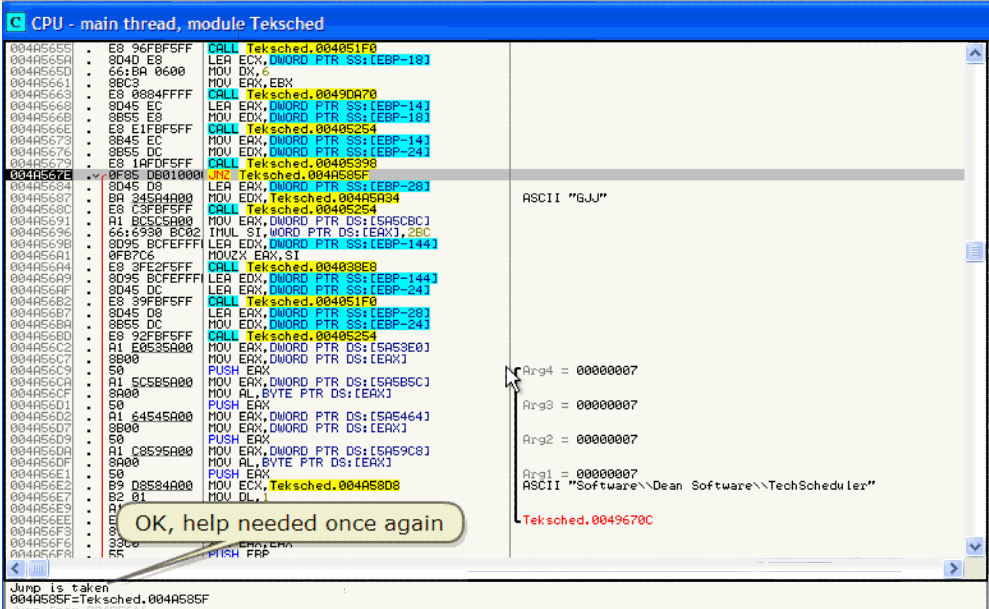 C CPU - main thread, module Teksched
004A5655 . E8 96FBF5FF CALL Teksched.004051F0
004A565A . 8D4D E8 LEA ECX,DWORD PTR SS:[EBP-18]
004A565D . 66:BA 0600 MOV DX,6
004A5661 . 8BC3 MOV EAX,EBX
004A5663 . E8 0884FFFF CALL Teksched.0049DA70
004A5668 . 8D45 EC LEA EAX,DWORD PTR SS:[EBP-14]
004A566B . 8B55 E8 MOV EDX,DWORD PTR SS:[EBP-18]
004A566E . E8 E1FBF5FF CALL Teksched.00405254
004A5673 . 8B45 EC MOV EAX,DWORD PTR SS:[EBP-14]
004A5676 . 8B55 DC MOV EDX,DWORD PTR SS:[EBP-24]
004A5679 . E8 1AFDF5FF CALL Teksched.00405398
004A567E .v 0F85 DB010000 JNZ Teksched.004A585F
004A5684 . 8D45 D8 LEA EAX,DWORD PTR SS:[EBP-28]
004A5687 . BA 345A4A00 MOV EDX,Teksched.004A5A34 ASCII "GJJ"
004A568C . E8 C3FBF5FF CALL Teksched.00405254
004A5691 . A1 BC5C5A00 MOV EAX,DWORD PTR DS:[5A5CBC]
004A5696 . 66:6930 BC02 IMUL SI,WORD PTR DS:[EAX],2BC
004A569B . 8D95 BCFEFFFF LEA EDX,DWORD PTR SS:[EBP-144]
004A56A1 . 0FB7C6 MOVZX EAX,SI
004A56A4 . E8 3FE2F5FF CALL Teksched.004038E8
004A56A9 . 8D95 BCFEFFFF LEA EDX,DWORD PTR SS:[EBP-144]
004A56AF . 8D45 DC LEA EAX,DWORD PTR SS:[EBP-24]
004A56B2 . E8 39FBF5FF CALL Teksched.004051F0
004A56B7 . 8D45 D8 LEA EAX,DWORD PTR SS:[EBP-28]
004A56BA . 8B55 DC MOV EDX,DWORD PTR SS:[EBP-24]
004A56BD . E8 92FBF5FF CALL Teksched.00405254
004A56C2 . A1 E0535A00 MOV EAX,DWORD PTR DS:[5A53E0]
004A56C7 . 8B00 MOV EAX,DWORD PTR DS:[EAX]
004A56C9 . 50 PUSH EAX Arg4 = 00000007
004A56CA . A1 5C5B5A00 MOV EAX,DWORD PTR DS:[5A5B5C]
004A56CF . 8A00 MOV AL,BYTE PTR DS:[EAX]
004A56D1 . 50 PUSH EAX Arg3 = 00000007
004A56D2 . A1 64545A00 MOV EAX,DWORD PTR DS:[5A5464]
004A56D7 . 8B00 MOV EAX,DWORD PTR DS:[EAX]
004A56D9 . 50 PUSH EAX Arg2 = 00000007
004A56DA . A1 C8595A00 MOV EAX,DWORD PTR DS:[5A59C8]
004A56DF . 8A00 MOV AL,BYTE PTR DS:[EAX]
004A56E1 . 50 PUSH EAX Arg1 = 00000007
004A56E2 . B9 D8584A00 MOV ECX,Teksched.004A58D8 ASCII "Software\\Dean Software\\TechScheduler"
004A56E7 . B2 01 MOV DL,1
004A56E9
004A56EE Teksched.0049670C
004A56F3
004A56F6
004A56F8 . 55 PUSH EBP
OK, help needed once again
Jump is taken
004A585F=Teksched.004A585F